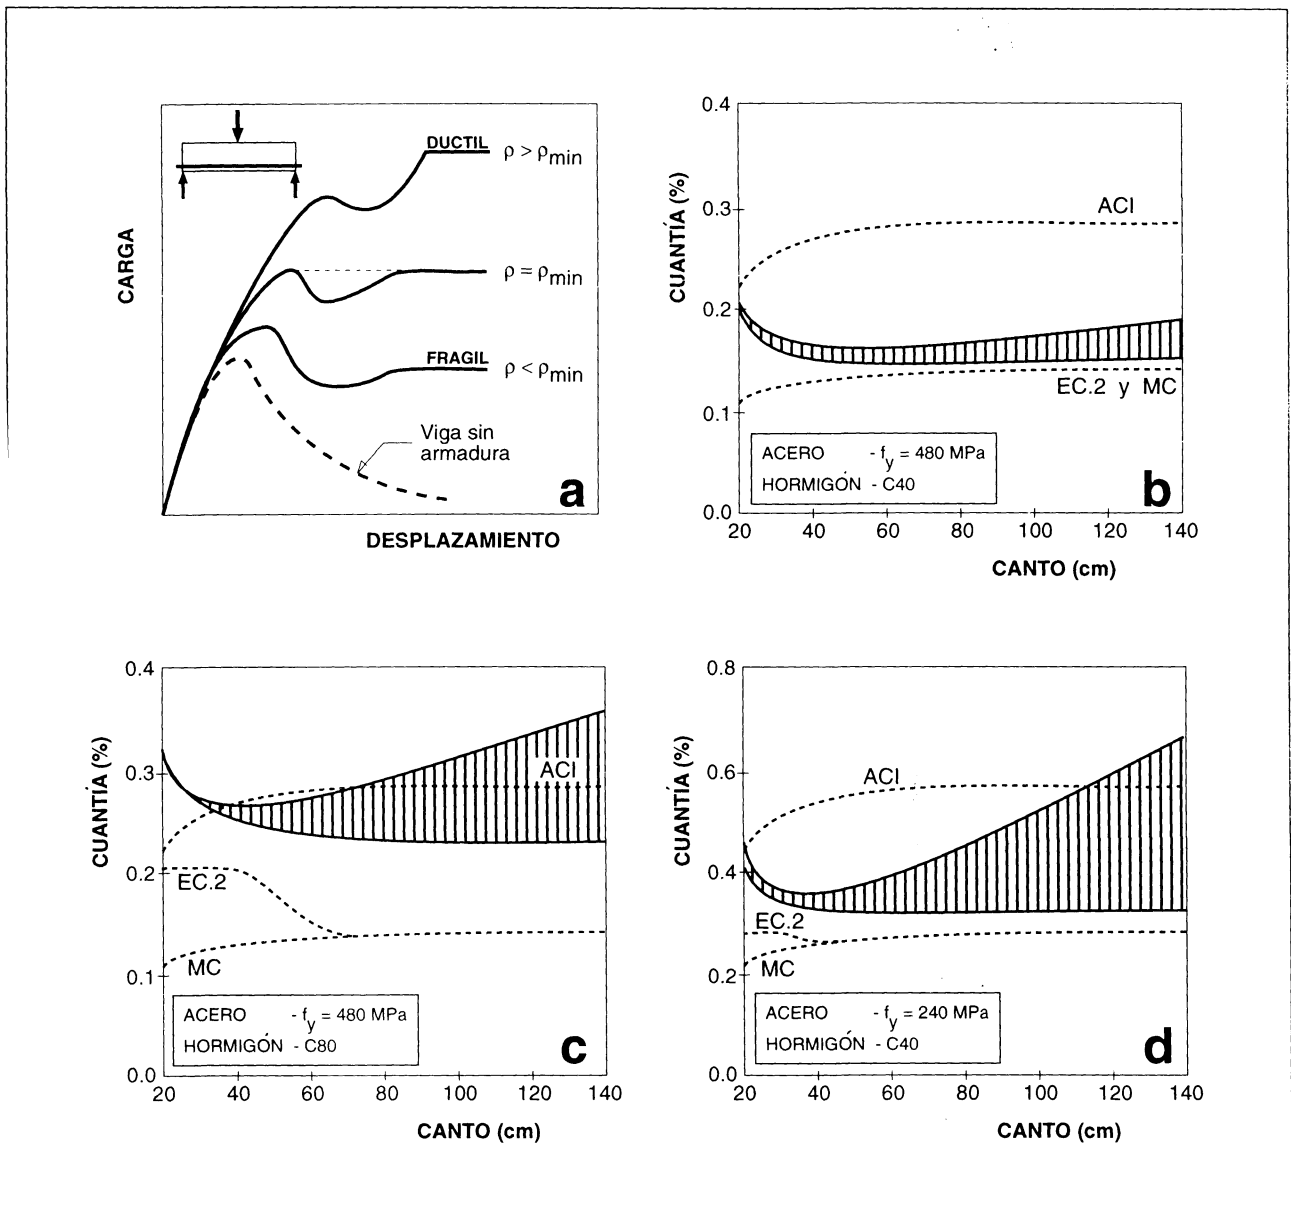 DUCTIL
ρ > ρmin
ρ = ρmin
FRAGIL
ρ < ρmin
Viga sin
armadura
CARGA
DESPLAZAMIENTO
a
0.4
0.3
0.2
0.1
0.0
CUANTÍA (%)
ACI
EC.2 y MC
ACERO - fy = 480 MPa
HORMIGÓN - C40
b
20 40 60 80 100 120 140
CANTO (cm)
0.4
0.3
0.2
0.1
0.0
CUANTÍA (%)
ACI
EC.2
MC
ACERO - fy = 480 MPa
HORMIGÓN - C80
c
20 40 60 80 100 120 140
CANTO (cm)
0.8
0.6
0.4
0.2
0.0
CUANTÍA (%)
ACI
EC.2
MC
ACERO - fy = 240 MPa
HORMIGÓN - C40
d
20 40 60 80 100 120 140
CANTO (cm)